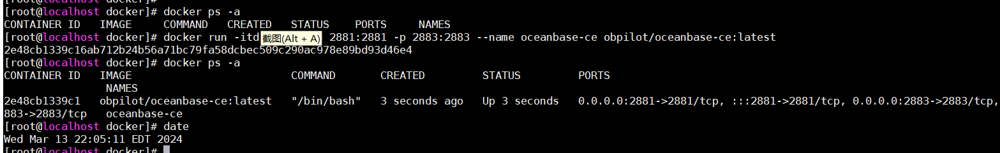 [root@localhost docker]# docker ps -a
CONTAINER ID   IMAGE     COMMAND   CREATED   STATUS    PORTS     NAMES
[root@localhost docker]# docker run -itd 截图(Alt + A) 2881:2881 -p 2883:2883 --name oceanbase-ce obpilot/oceanbase-ce:latest
2e48cb1339c16ab712b24b56a71bc79fa58dcbec509c290ac978e89bd93d46e4
[root@localhost docker]# docker ps -a
CONTAINER ID   IMAGE                         COMMAND       CREATED         STATUS         PORTS
NAMES
2e48cb1339c1   obpilot/oceanbase-ce:latest   "/bin/bash"   3 seconds ago   Up 3 seconds   0.0.0.0:2881->2881/tcp, :::2881->2881/tcp, 0.0.0.0:2883->2883/tcp,
883->2883/tcp   oceanbase-ce
[root@localhost docker]# date
Wed Mar 13 22:05:11 EDT 2024
[root@localhost docker]#